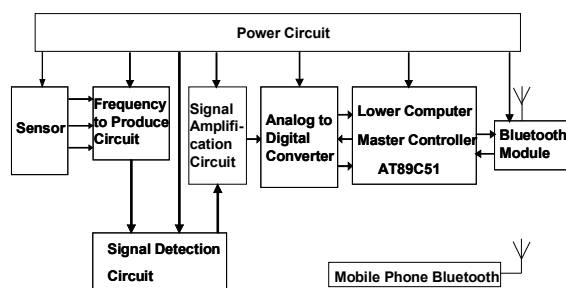 Power Circuit
Sensor
Frequency
to Produce
Circuit
Signal
Amplifi-
cation
Circuit
Analog to
Digital
Converter
Lower Computer
Master Controller
AT89C51
Bluetooth
Module
Signal Detection
Circuit
Mobile Phone Bluetooth